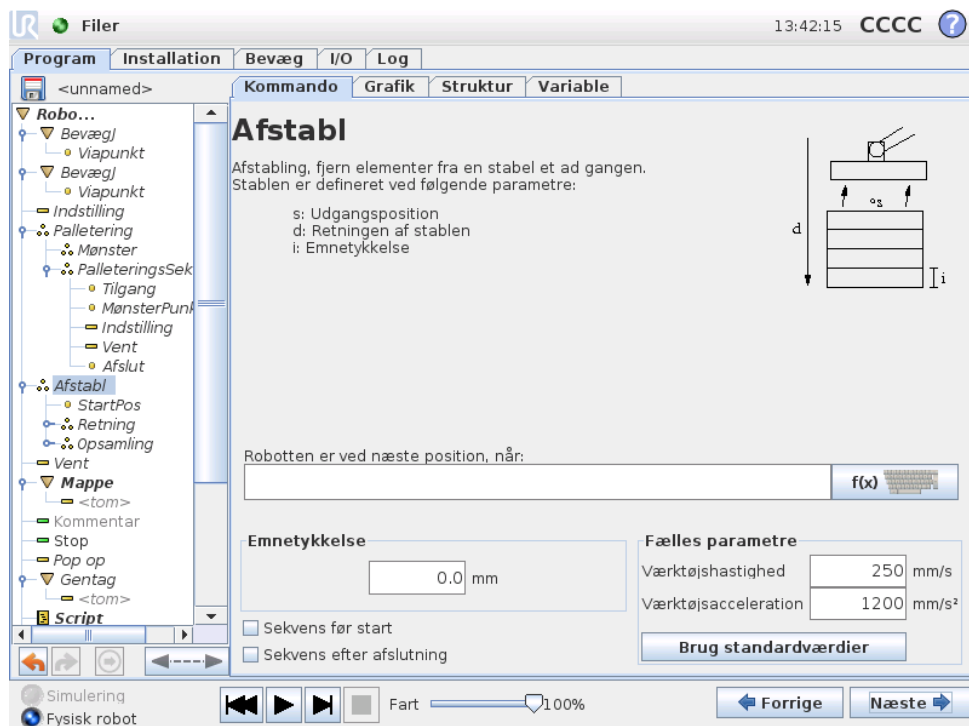 UR Filer 13:42:15 CCCC ?
Program Installation Bevæg I/O Log
<unnamed>
Kommando Grafik Struktur Variable
Robo...
BevægJ
Viapunkt
BevægJ
Viapunkt
Indstilling
Palletering
Mønster
PalleteringsSek
Tilgang
MønsterPunk
Indstilling
Vent
Afslut
Afstabl
StartPos
Retning
Opsamling
Vent
Mappe
<tom>
Kommentar
Stop
Pop op
Gentag
<tom>
Script
Afstabl
Afstabling, fjern elementer fra en stabel et ad gangen.
Stablen er defineret ved følgende parametre:
s: Udgangsposition
d: Retningen af stablen
i: Emnetykkelse
s
d
i
Robotten er ved næste position, når:
f(x)
Emnetykkelse
0.0 mm
Sekvens før start
Sekvens efter afslutning
Fælles parametre
Værktøjshastighed 250 mm/s
Værktøjsacceleration 1200 mm/s²
Brug standardværdier
Simulering
Fysisk robot
Fart 100%
Forrige Næste